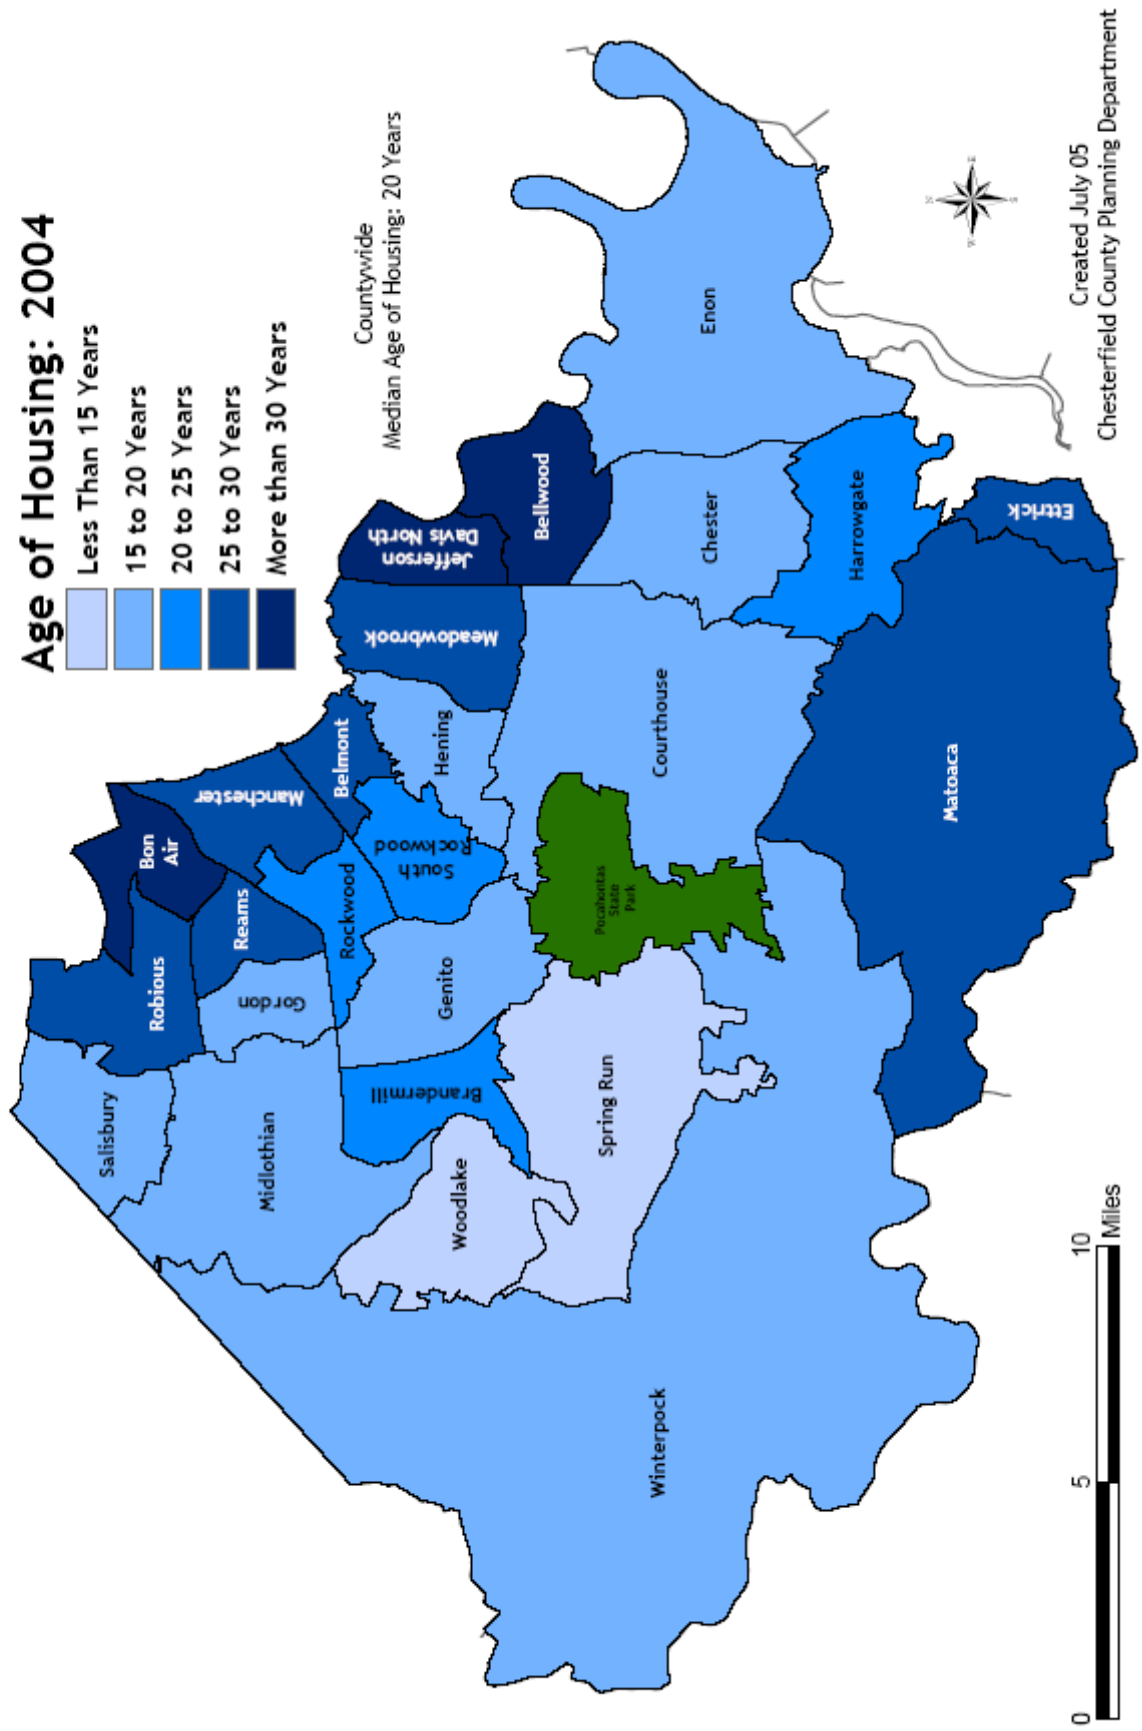 Age of Housing: 2004
Less Than 15 Years
15 to 20 Years
20 to 25 Years
25 to 30 Years
More than 30 Years
Countywide
Median Age of Housing: 20 Years
Salisbury
Robious
Bon
Air
Midlothian
Gordon
Reams
Manchester
Rockwood
Belmont
Brandermill
Genito
South
Rockwood
Hening
Meadowbrook
Jefferson
Davis North
Woodlake
Bellwood
Spring Run
Pocahontas
State
Park
Courthouse
Chester
Enon
Winterpock
Harrowgate
Matoaca
Ettrick
N
W
E
S
0
5
10
Miles
Created July 05
Chesterfield County Planning Department